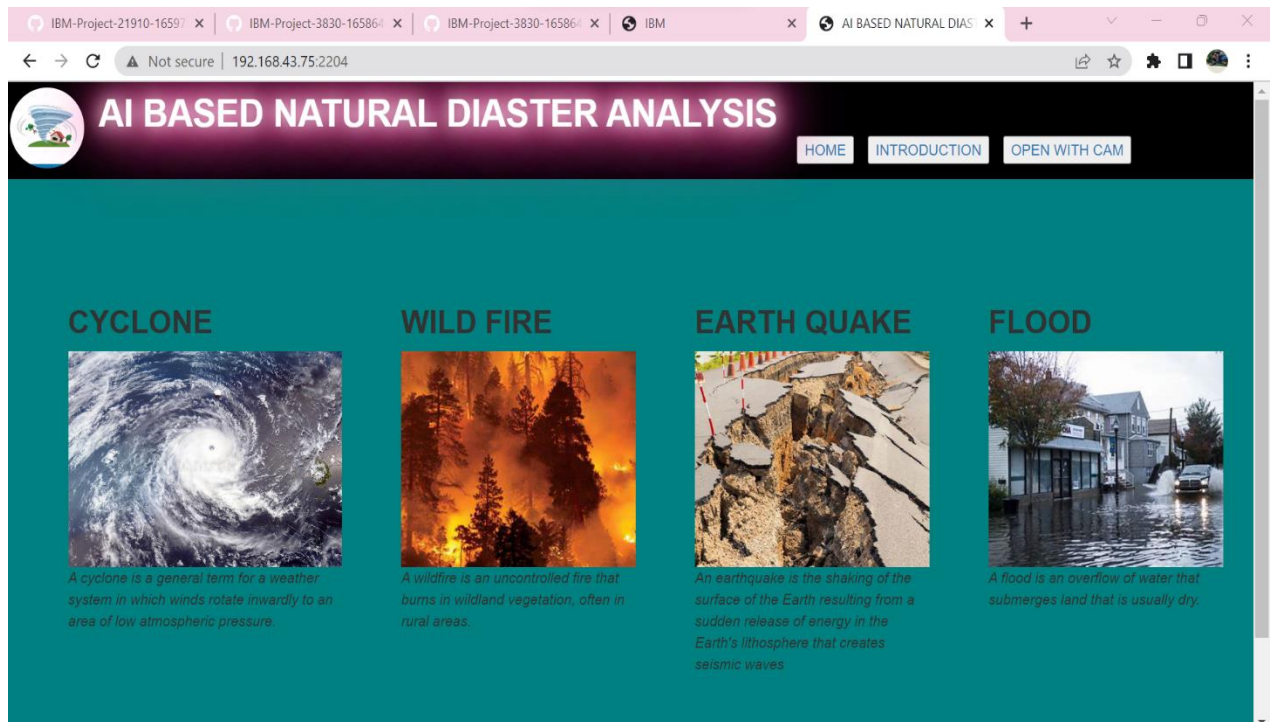 IBM-Project-21910-16597
IBM-Project-3830-165864
IBM-Project-3830-165864
IBM
AI BASED NATURAL DIAST
Not secure
192.168.43.75:2204
AI BASED NATURAL DIASTER ANALYSIS
HOME
INTRODUCTION
OPEN WITH CAM
CYCLONE
WILD FIRE
EARTH QUAKE
FLOOD
A cyclone is a general term for a weather
system in which winds rotate inwardly to an
area of low atmospheric pressure.
A wildfire is an uncontrolled fire that
burns in wildland vegetation, often in
rural areas.
An earthquake is the shaking of the
surface of the Earth resulting from a
sudden release of energy in the
Earth's lithosphere that creates
seismic waves
A flood is an overflow of water that
submerges land that is usually dry.